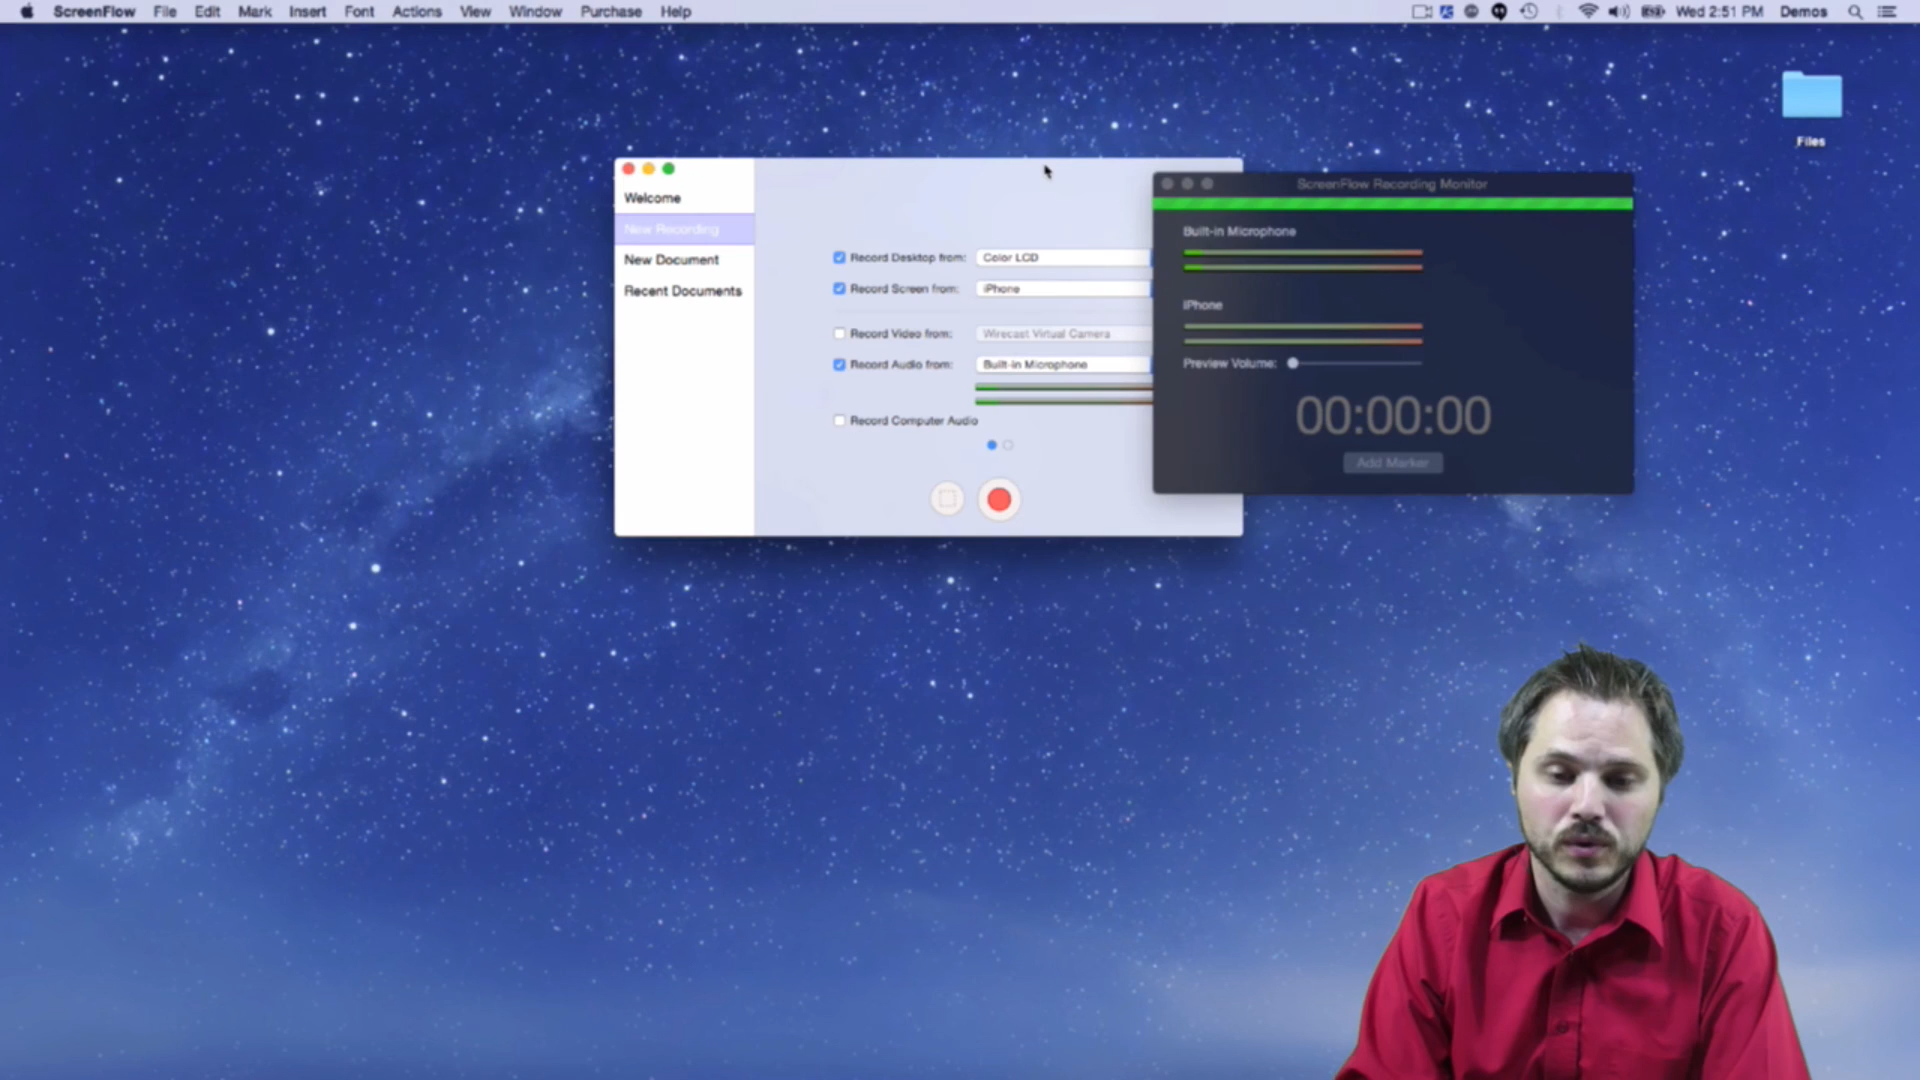 ScreenFlow File Edit Mark Insert Font Actions View Window Purchase Help Wed 2:51 PM Demos
Files
Welcome
New Recording
New Document
Recent Documents
Record Desktop from: Color LCD
Record Screen from: iPhone
Record Video from: Wirecast Virtual Camera
Record Audio from: Built-in Microphone
Record Computer Audio
ScreenFlow Recording Monitor
Built-in Microphone
iPhone
Preview Volume:
00:00:00
Add Marker